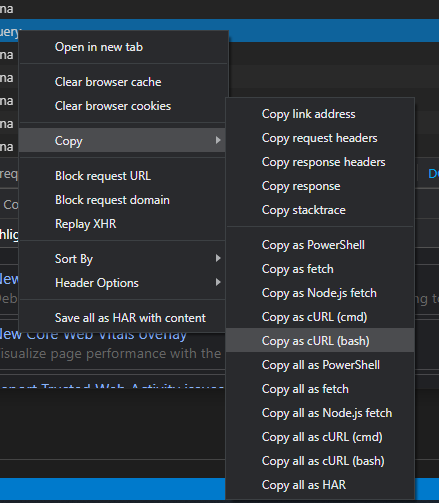 na
uery
na
na
na
na
na
Open in new tab
Clear browser cache
Clear browser cookies
Copy
Block request URL
Block request domain
Replay XHR
Sort By
Header Options
Save all as HAR with content
Copy link address
Copy request headers
Copy response headers
Copy response
Copy stacktrace
Copy as PowerShell
Copy as fetch
Copy as Node.js fetch
Copy as cURL (cmd)
Copy as cURL (bash)
Copy all as PowerShell
Copy all as fetch
Copy all as Node.js fetch
Copy all as cURL (cmd)
Copy all as cURL (bash)
Copy all as HAR
req
Co
hlig
New
Deb
g to
New Core Web Vitals overlay
isualize page performance with the
port Trusted Web Activity issues